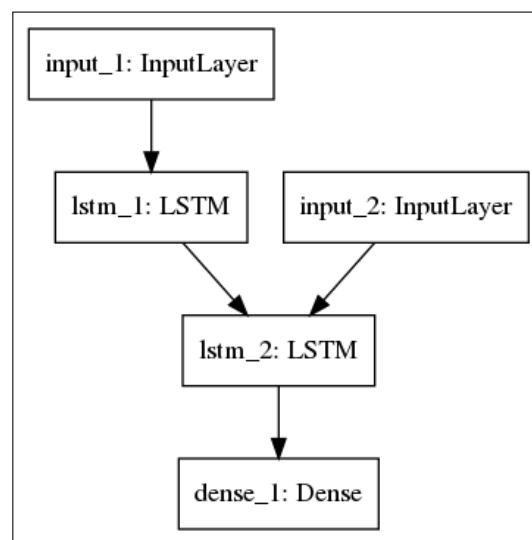 input_1: InputLayer
lstm_1: LSTM
input_2: InputLayer
lstm_2: LSTM
dense_1: Dense